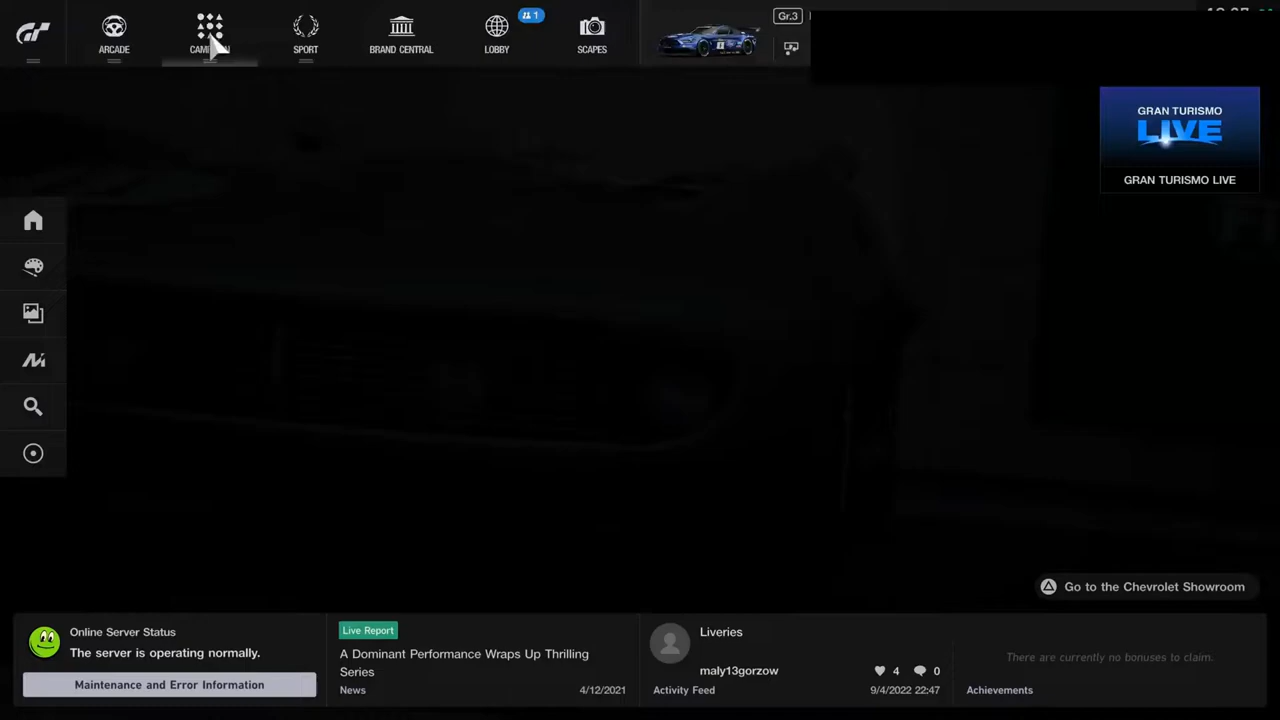 ARCADE
SPORT
BRAND CENTRAL
LOBBY
1
SCAPES
Gr.3
GRAN TURISMO
LIVE
GRAN TURISMO LIVE
Go to the Chevrolet Showroom
Online Server Status
The server is operating normally.
Maintenance and Error Information
Live Report
A Dominant Performance Wraps Up Thrilling
Series
News 4/12/2021
Liveries
maly13gorzow 4 0
Activity Feed 9/4/2022 22:47
There are currently no bonuses to claim.
Achievements